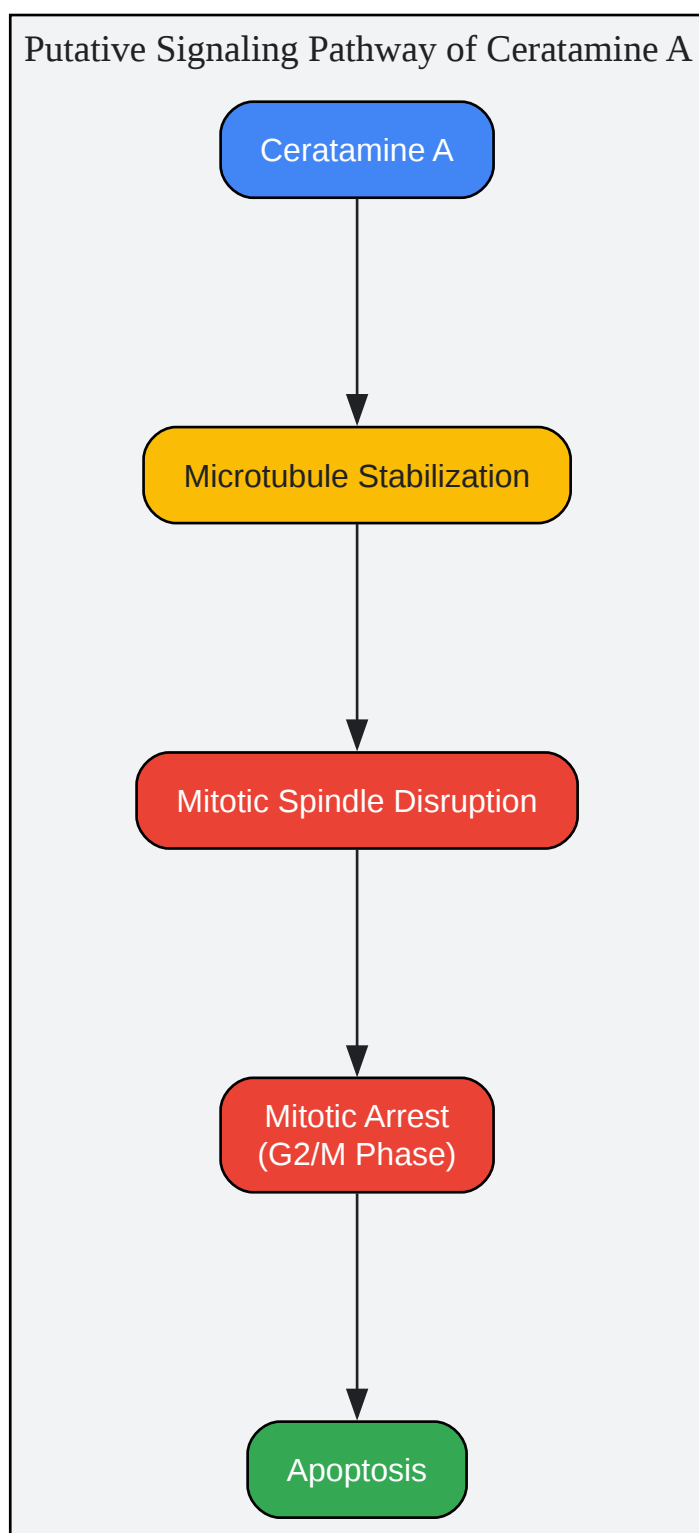 Putative Signaling Pathway of Ceratamine A
Ceratamine A
Microtubule Stabilization
Mitotic Spindle Disruption
Mitotic Arrest
(G2/M Phase)
Apoptosis